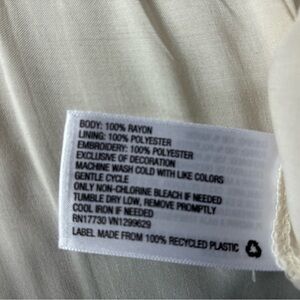 BODY: 100% RAYON
LINING: 100% POLYESTER
EMBROIDERY: 100% POLYESTER
EXCLUSIVE OF DECORATION
MACHINE WASH COLD WITH LIKE COLORS
GENTLE CYCLE
ONLY NON-CHLORINE BLEACH IF NEEDED
TUMBLE DRY LOW, REMOVE PROMPTLY
COOL IRON IF NEEDED
RN17730 VN1299629
LABEL MADE FROM 100% RECYCLED PLASTIC